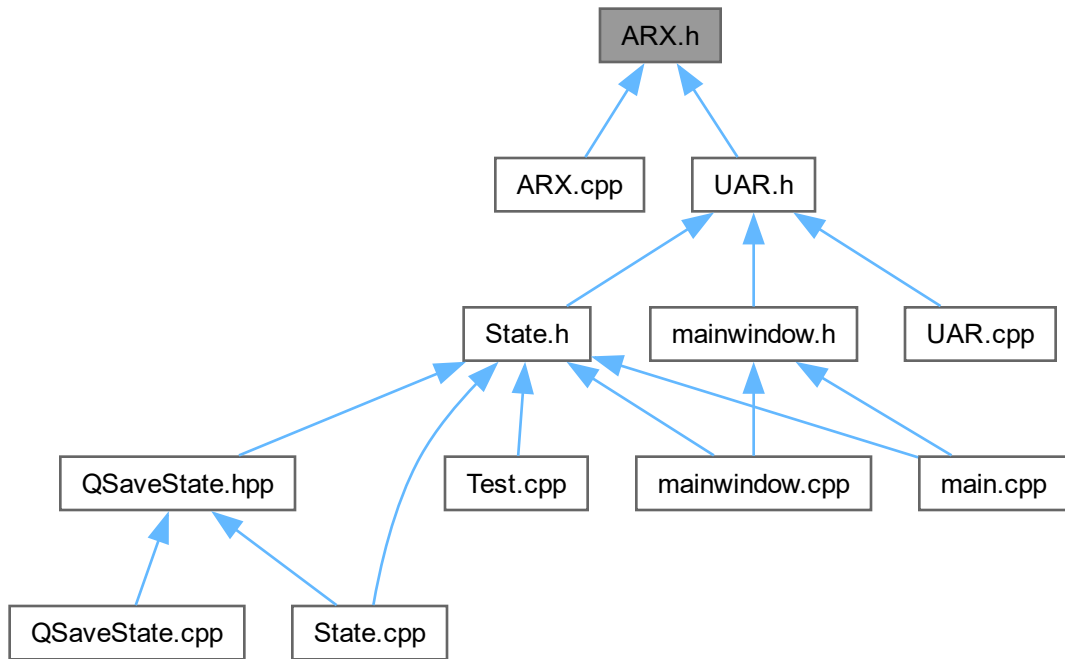 ARX.h
ARX.cpp
UAR.h
State.h
mainwindow.h
UAR.cpp
QSaveState.hpp
Test.cpp
mainwindow.cpp
main.cpp
QSaveState.cpp
State.cpp